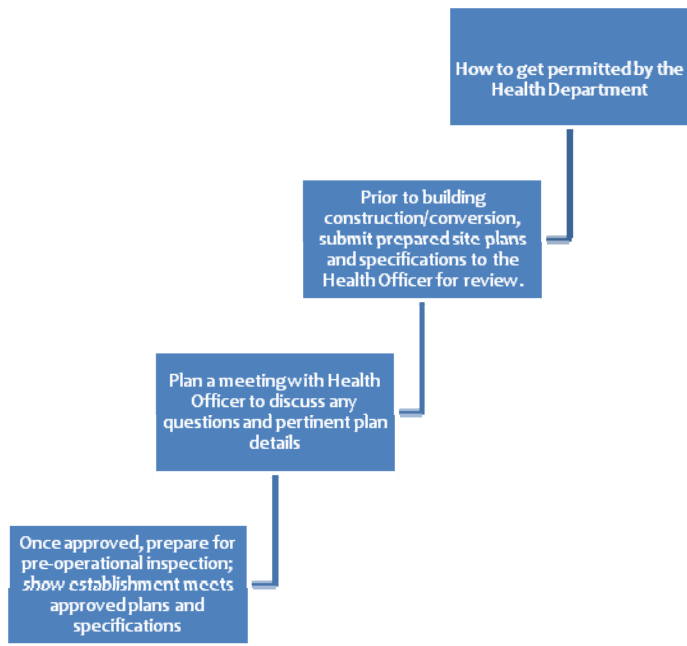 How to get permitted by the
Health Department
Prior to building
construction/conversion,
submit prepared site plans
and specifications to the
Health Officer for review.
Plan a meeting with Health
Officer to discuss any
questions and pertinent plan
details
Once approved, prepare for
pre-operational inspection;
show establishment meets
approved plans and
specifications